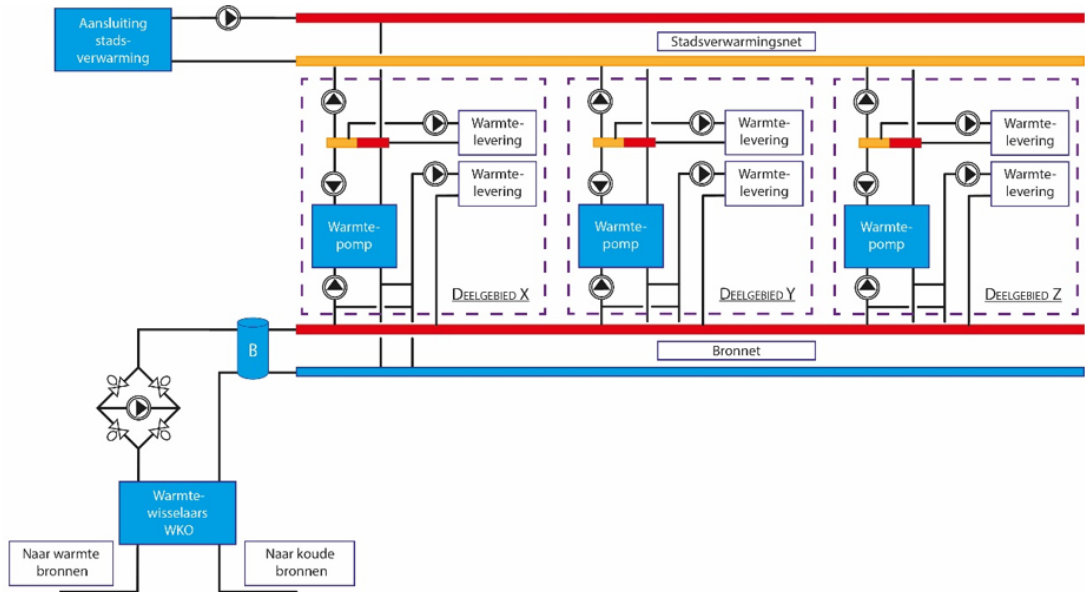 Aansluiting
stads-
verwarming
Stadsverwarmingsnet
Warmte-
levering
Warmte-
levering
Warmte-
pomp
DEELGEBIED X
Warmte-
levering
Warmte-
levering
Warmte-
pomp
DEELGEBIED Y
Warmte-
levering
Warmte-
levering
Warmte-
pomp
DEELGEBIED Z
B
Bronnet
Warmte-
wisselaars
WKO
Naar warmte
bronnen
Naar koude
bronnen